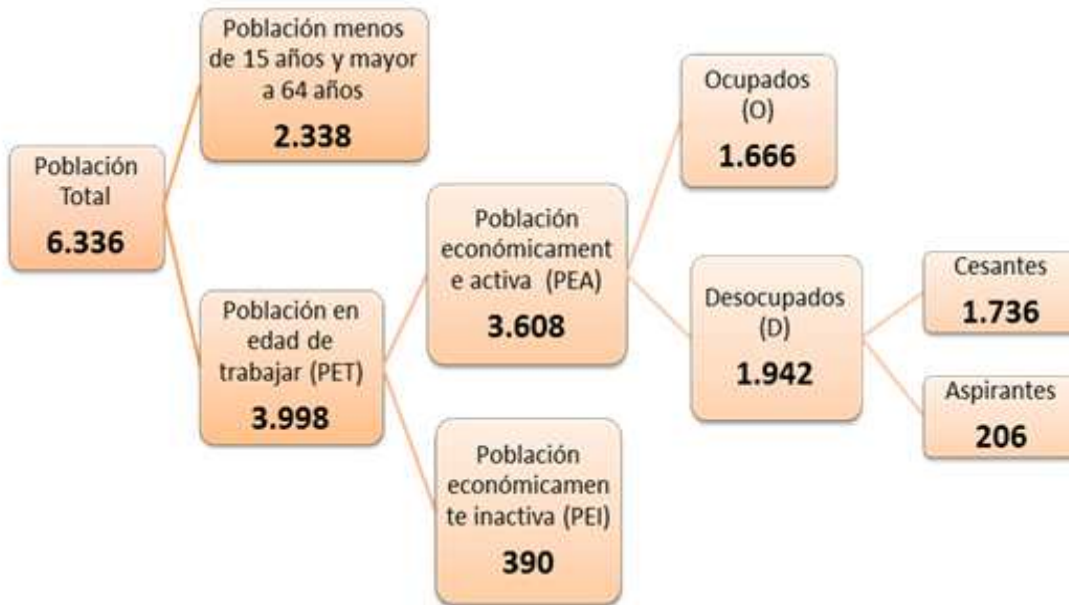 Población
Total
6.336
Población menos
de 15 años y mayor
a 64 años
2.338
Población en
edad de
trabajar (PET)
3.998
Población
económicament
e activa (PEA)
3.608
Población
económicamen
te inactiva (PEI)
390
Ocupados
(O)
1.666
Desocupados
(D)
1.942
Cesantes
1.736
Aspirantes
206